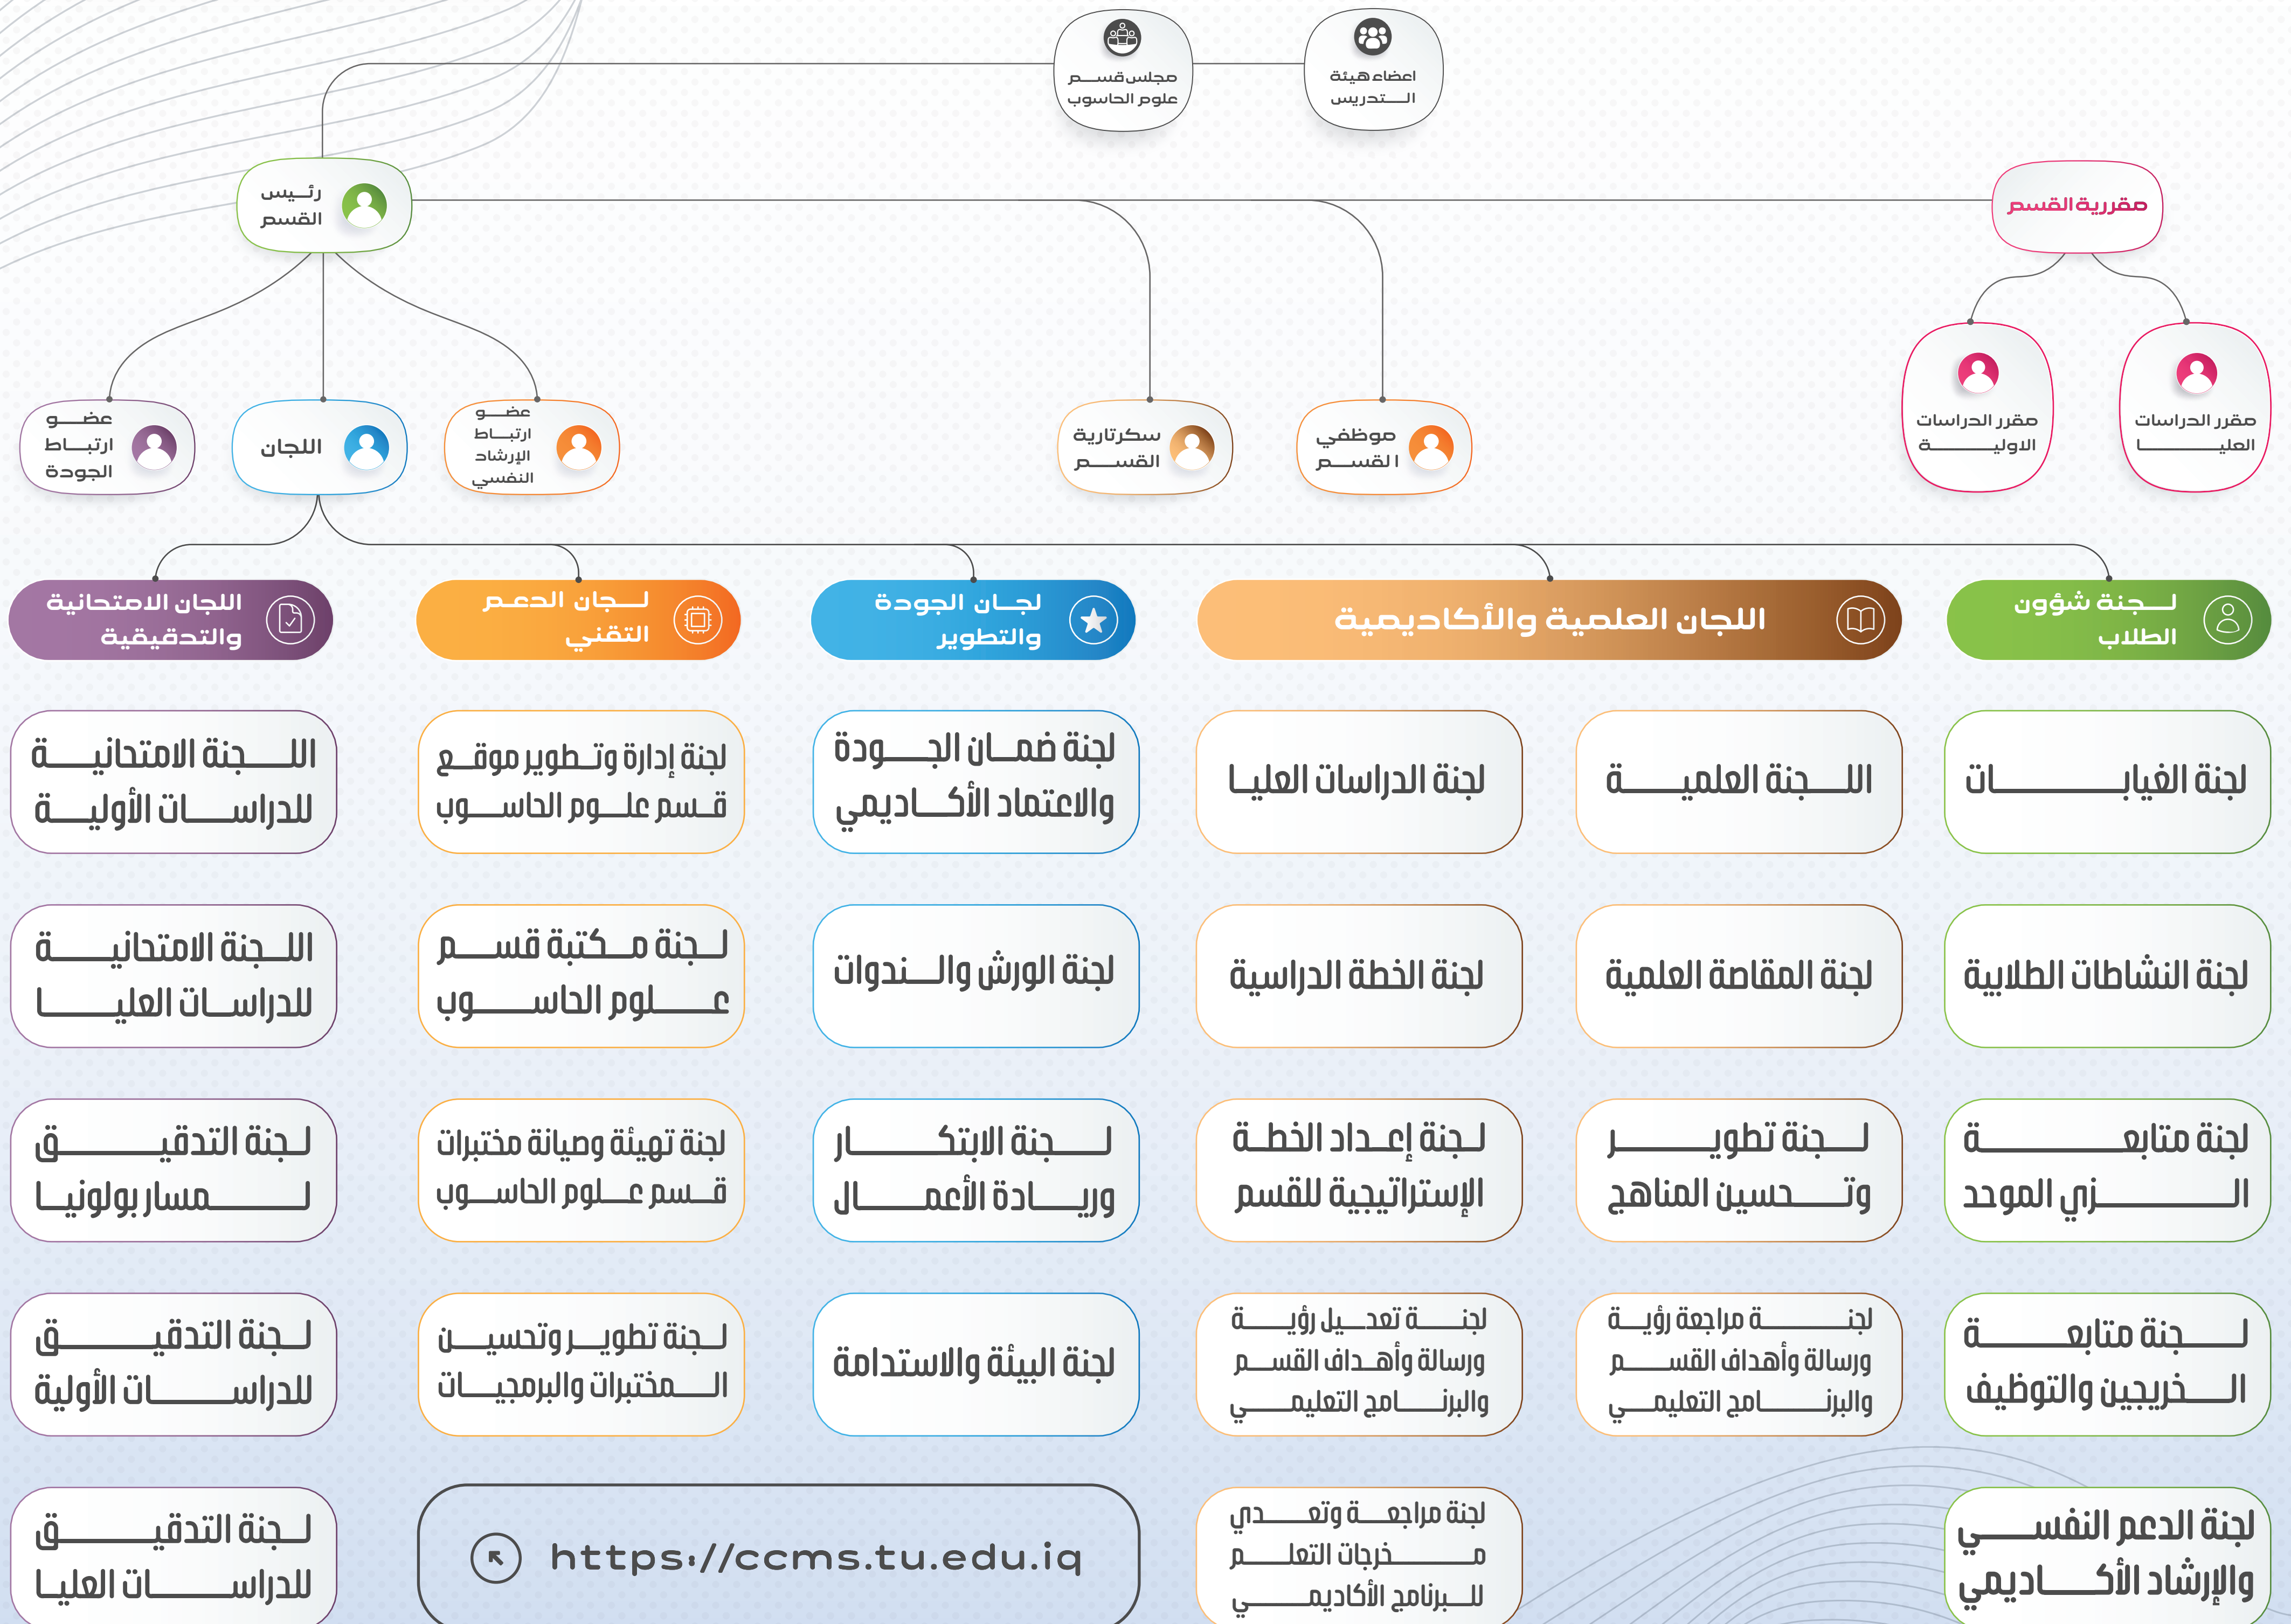 اعضاء هيئة
التدريس
مجلس قسم
علوم الحاسوب
مقررية القسم
رئيس
القسم
مقرر الدراسات
العليا
مقرر الدراسات
الاولية
موظفي
القسم
سكرتارية
القسم
عضو
ارتباط
الإرشاد
النفسي
اللجان
عضو
ارتباط
الجودة
لجنة شؤون
الطلاب
اللجان العلمية والأكاديمية
لجان الجودة
والتطوير
لجان الدعم
التقني
اللجان الامتحانية
والتدقيقية
لجنة الغيابات
اللجنة العلمية
لجنة الدراسات العليا
لجنة ضمان الجودة
والاعتماد الأكاديمي
لجنة إدارة وتطوير موقع
قسم علوم الحاسوب
اللجنة الامتحانية
للدراسات الأولية
لجنة النشاطات الطلابية
لجنة المقاصة العلمية
لجنة الخطة الدراسية
لجنة الورش والندوات
لجنة مكتبة قسم
علوم الحاسوب
اللجنة الامتحانية
للدراسات العليا
لجنة متابعة
الزي الموحد
لجنة تطوير
وتحسين المناهج
لجنة إعداد الخطة
الإستراتيجية للقسم
لجنة الابتكار
وريادة الأعمال
لجنة تهيئة وصيانة مختبرات
قسم علوم الحاسوب
لجنة التدقيق
لمسار بولونيا
لجنة متابعة
الخريجين والتوظيف
لجنة مراجعة رؤية
ورسالة وأهداف القسم
والبرنامج التعليمي
لجنة تعديل رؤية
ورسالة وأهداف القسم
والبرنامج التعليمي
لجنة البيئة والاستدامة
لجنة تطوير وتحسين
المختبرات والبرمجيات
لجنة التدقيق
للدراسات الأولية
لجنة الدعم النفسي
والإرشاد الأكاديمي
لجنة مراجعة وتعدي
مخرجات التعلم
للبرنامج الأكاديمي
https://ccms.tu.edu.iq
لجنة التدقيق
للدراسات العليا